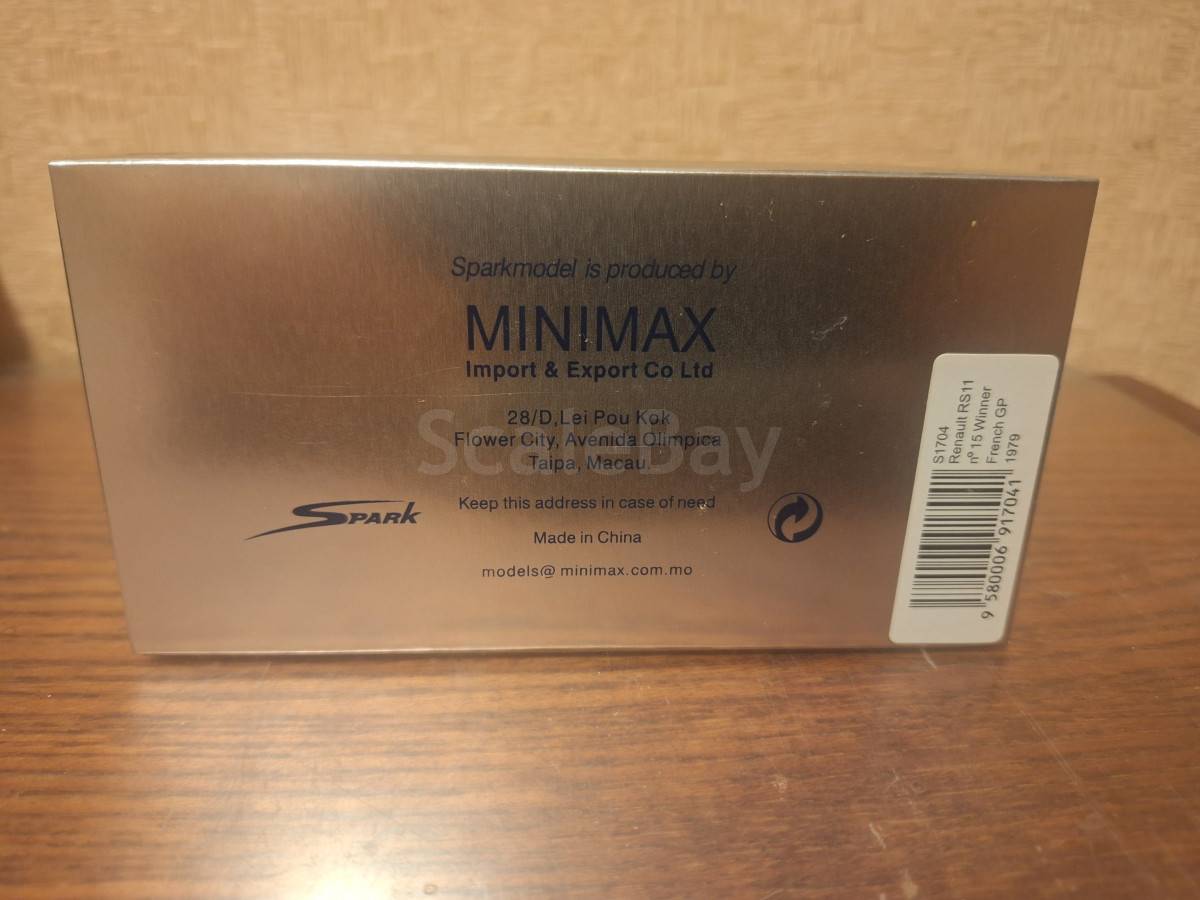 Sparkmodel is produced by
MINIMAX
Import & Export Co Ltd
28/D,Lei Pou Kok
Flower City, Avenida Olimpica
Taipa, Macau.
ScaleBay
Keep this address in case of need
SPARK
Made in China
models@ minimax.com.mo
S1704
Renault RS11
nº 15 Winner
French GP
1979
9 580006 917041